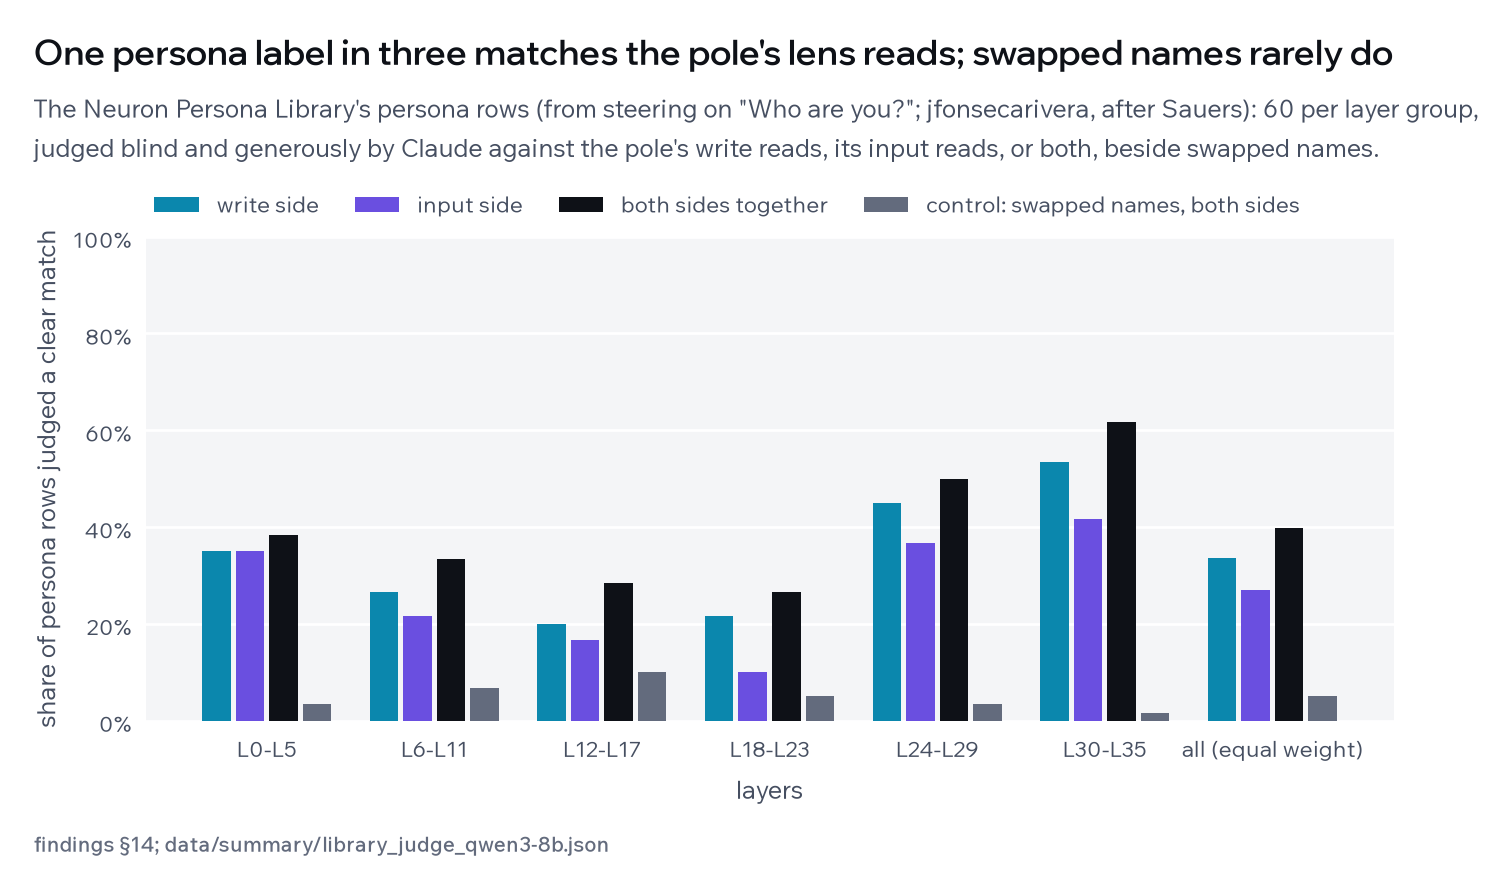 One persona label in three matches the pole's lens reads; swapped names rarely do
The Neuron Persona Library's persona rows (from steering on "Who are you?"; jfonsecarivera, after Sauers): 60 per layer group,
judged blind and generously by Claude against the pole's write reads, its input reads, or both, beside swapped names.
write side
input side
both sides together
control: swapped names, both sides
share of persona rows judged a clear match
100%
80%
60%
40%
20%
0%
L0-L5
L6-L11
L12-L17
L18-L23
L24-L29
L30-L35
all (equal weight)
layers
findings §14; data/summary/library_judge_qwen3-8b.json